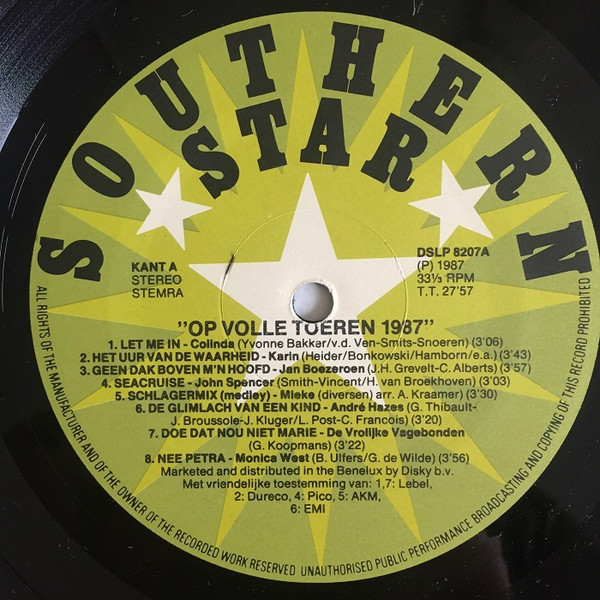 SOUTHERN
STAR
KANT A
STEREO
STEMRA
DSLP 8207A
(P) 1987
33⅓ RPM
T.T. 27'57
"OP VOLLE TOEREN 1987"
1. LET ME IN - Colinda (Yvonne Bakker/v.d. Ven-Smits-Snoeren) (3'06)
2. HET UUR VAN DE WAARHEID - Karin (Heider/Bonkowski/Hamborn/e.a.) (3'43)
3. GEEN DAK BOVEN M'N HOOFD - Jan Boezeroen (J.H. Grevelt-C. Alberts) (3'57)
4. SEACRUISE - John Spencer (Smith-Vincent/H. van Broekhoven) (3'03)
5. SCHLAGERMIX (medley) - Mieke (diversen) arr. A. Kraamer) (3'30)
6. DE GLIMLACH VAN EEN KIND - André Hazes (G. Thibault-
J. Broussole-J. Kluger/L. Post-C. Francois) (3'20)
7. DOE DAT NOU NIET MARIE - De Vrolijke Vagebonden
(G. Koopmans) (3'22)
8. NEE PETRA - Monica West (B. Ulfers/G. de Wilde) (3'56)
Marketed and distributed in the Benelux by Disky b.v.
Met vriendelijke toestemming van: 1,7: Lebel,
2: Dureco, 4: Pico, 5: AKM,
6: EMI
ALL RIGHTS OF THE MANUFACTURER AND OF THE OWNER OF THE RECORDED WORK RESERVED UNAUTHORISED PUBLIC PERFORMANCE BROADCASTING AND COPYING OF THIS RECORD PROHIBITED